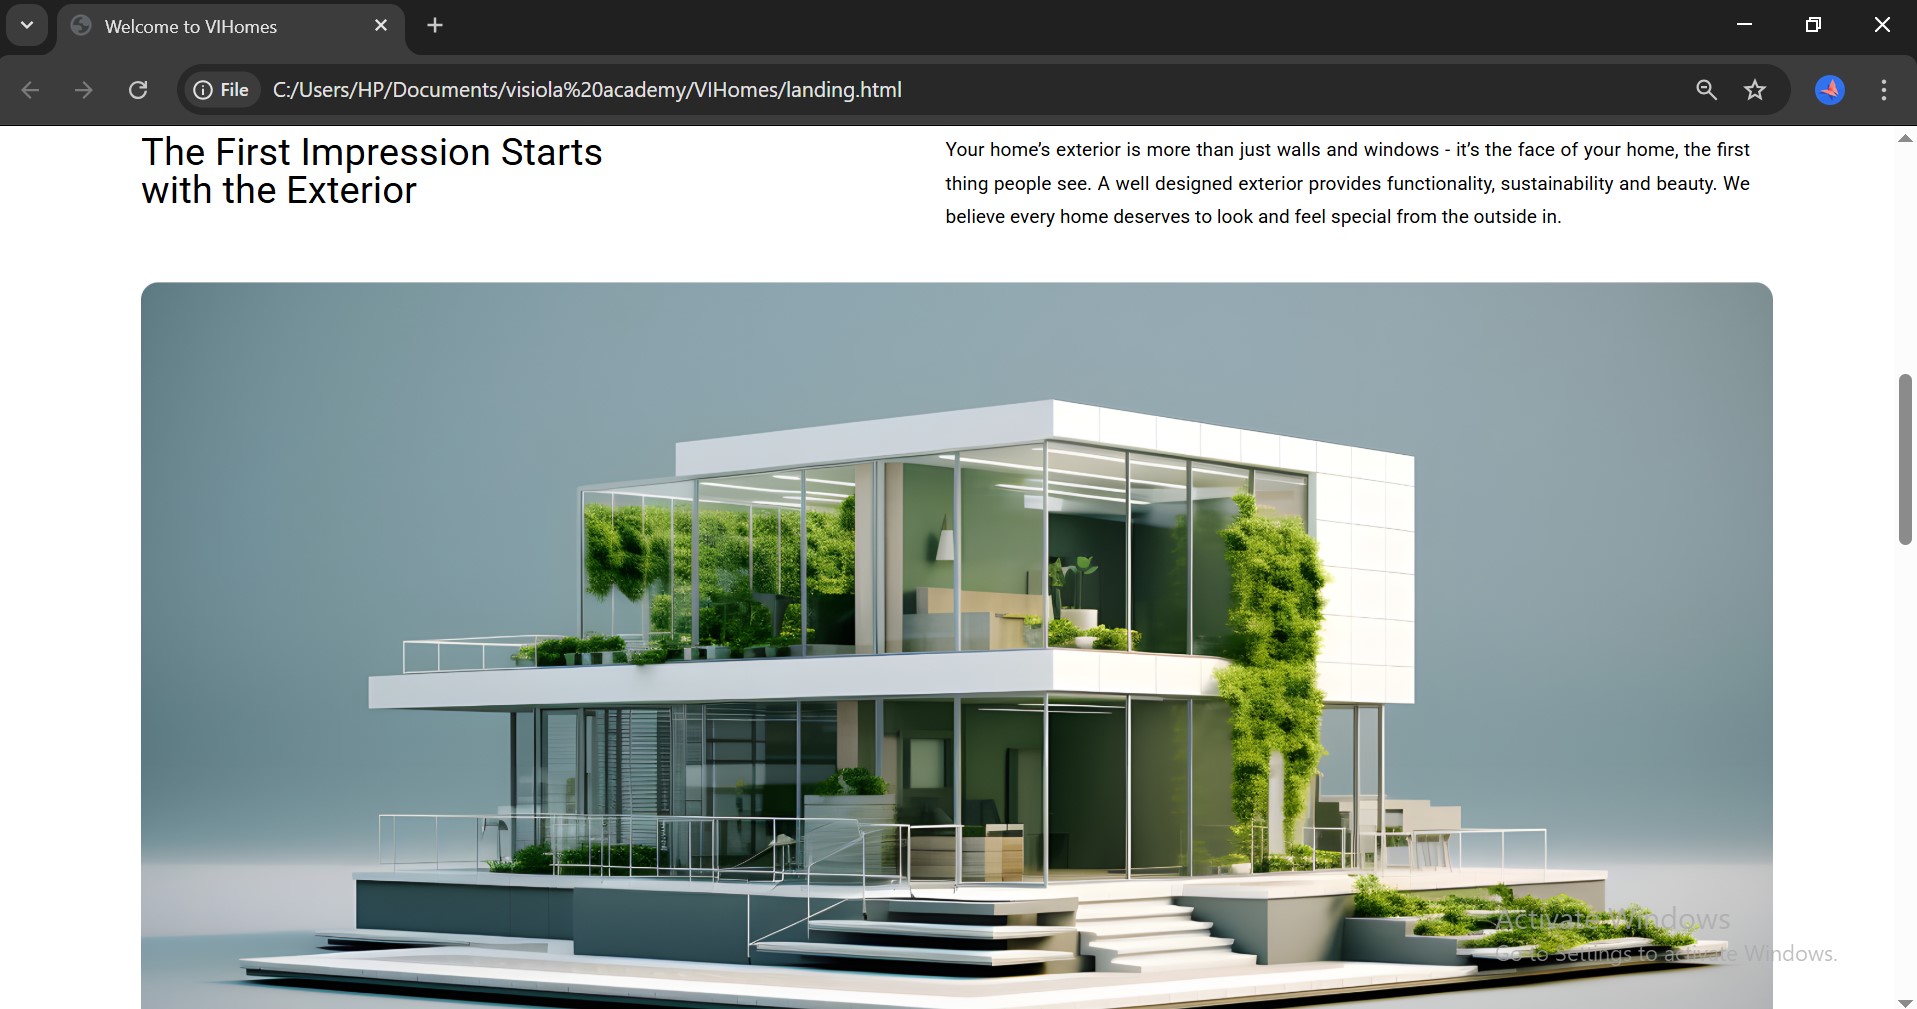 Welcome to VIHomes
File
C:/Users/HP/Documents/visiola%20academy/VIHomes/landing.html
The First Impression Starts
with the Exterior
Your home’s exterior is more than just walls and windows - it’s the face of your home, the first
thing people see. A well designed exterior provides functionality, sustainability and beauty. We
believe every home deserves to look and feel special from the outside in.
Activate Windows
Go to Settings to activate Windows.